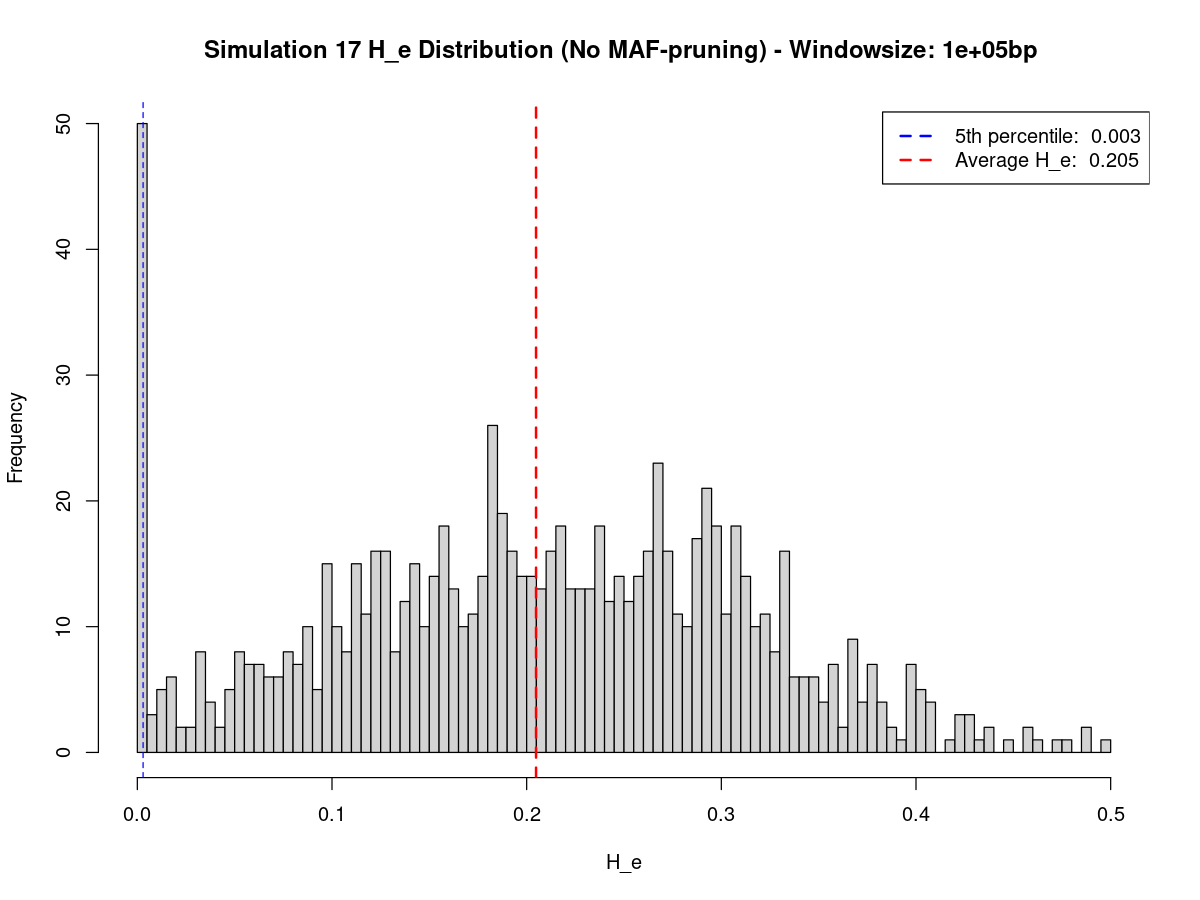 Simulation 17 H_e Distribution (No MAF-pruning) - Windowsize: 1e+05bp
5th percentile:  0.003
Average H_e:  0.205
Frequency
50
40
30
20
10
0
0.0 0.1 0.2 0.3 0.4 0.5
H_e